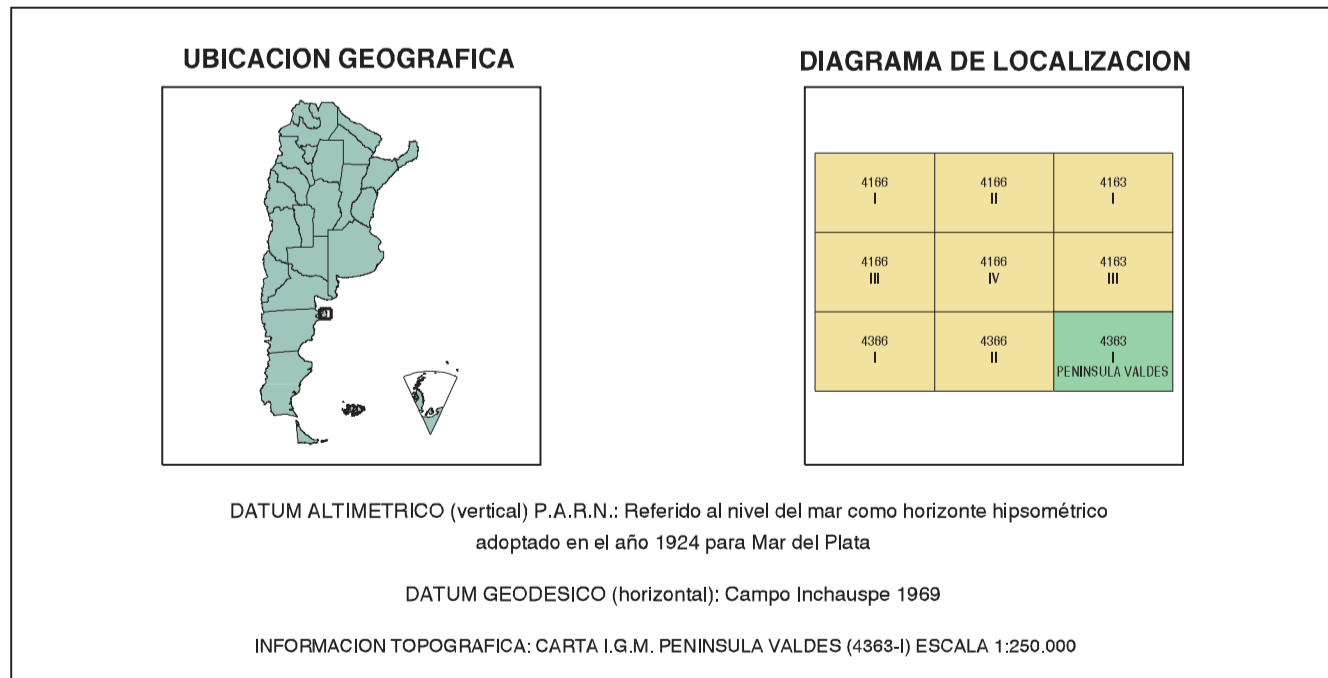 UBICACION GEOGRAFICA
DIAGRAMA DE LOCALIZACION
4166
I
4166
II
4163
I
4166
III
4166
IV
4163
III
4366
I
4366
II
4363
I
PENINSULA VALDES
DATUM ALTIMETRICO (vertical) P.A.R.N.: Referido al nivel del mar como horizonte hipsométrico
adoptado en el año 1924 para Mar del Plata
DATUM GEODESICO (horizontal): Campo Inchauspe 1969
INFORMACION TOPOGRAFICA: CARTA I.G.M. PENINSULA VALDES (4363-I) ESCALA 1:250.000